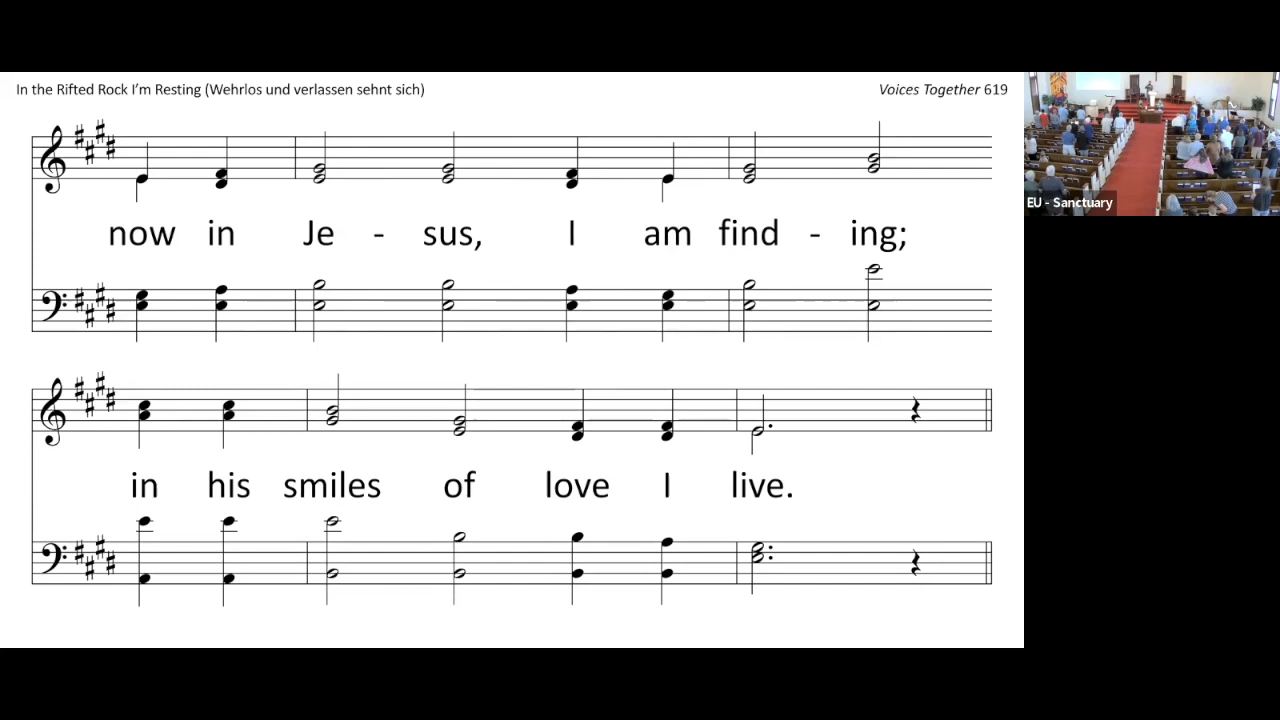 In the Rifted Rock I'm Resting (Wehrlos und verlassen sehnt sich)
Voices Together 619
EU - Sanctuary
now in Je - sus, I am find - ing;
in his smiles of love I live.